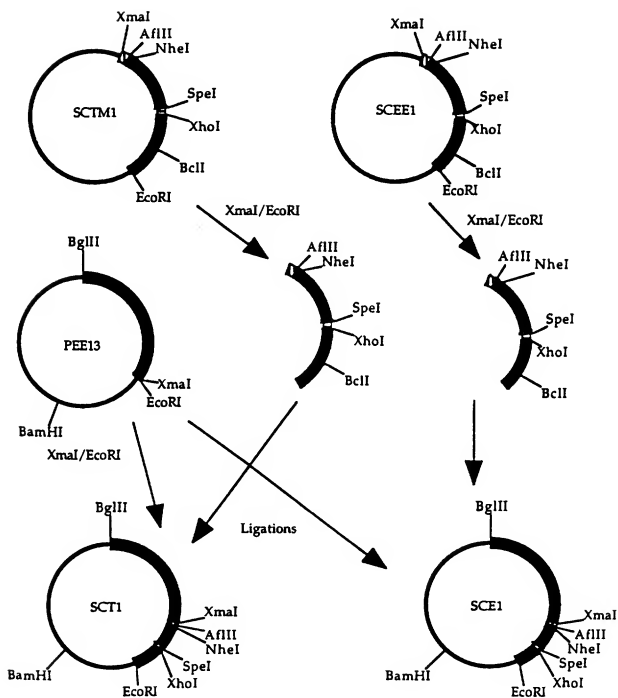 XmaI
AflII
NheI
SCTM1
SpeI
XhoI
BclI
EcoRI
XmaI
AflII
NheI
SCEE1
SpeI
XhoI
BclI
EcoRI
XmaI/EcoRI
XmaI/EcoRI
BglII
PEE13
XmaI
EcoRI
BamHI
XmaI/EcoRI
AflII
NheI
SpeI
XhoI
BclI
AflII
NheI
SpeI
XhoI
BclI
Ligations
BglII
SCT1
XmaI
AflII
NheI
SpeI
XhoI
EcoRI
BamHI
BglII
SCE1
XmaI
AflII
NheI
SpeI
XhoI
EcoRI
BamHI